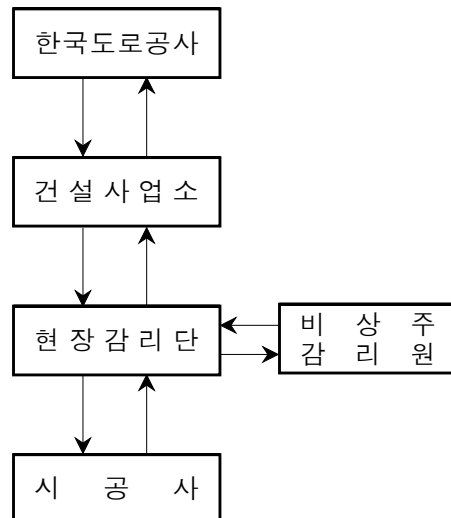 한국도로공사
건 설 사 업 소
현 장 감 리 단
비 상 주
감 리 원
시 공 사